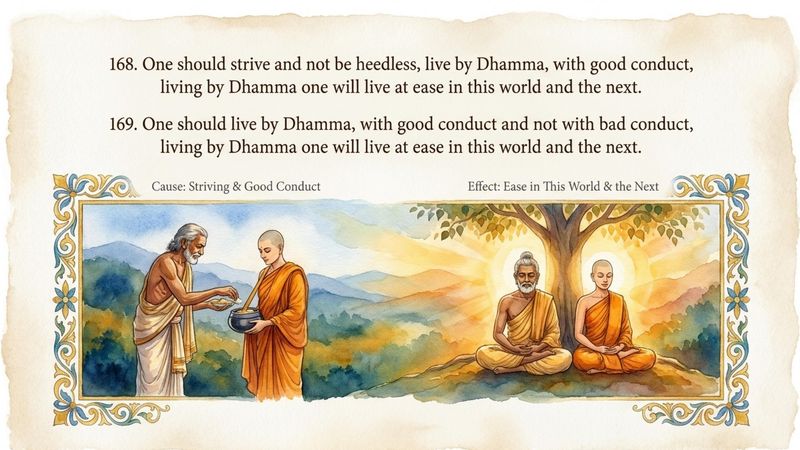 168. One should strive and not be heedless, live by Dhamma, with good conduct,
living by Dhamma one will live at ease in this world and the next.
169. One should live by Dhamma, with good conduct and not with bad conduct,
living by Dhamma one will live at ease in this world and the next.
Cause: Striving & Good Conduct
Effect: Ease in This World & the Next